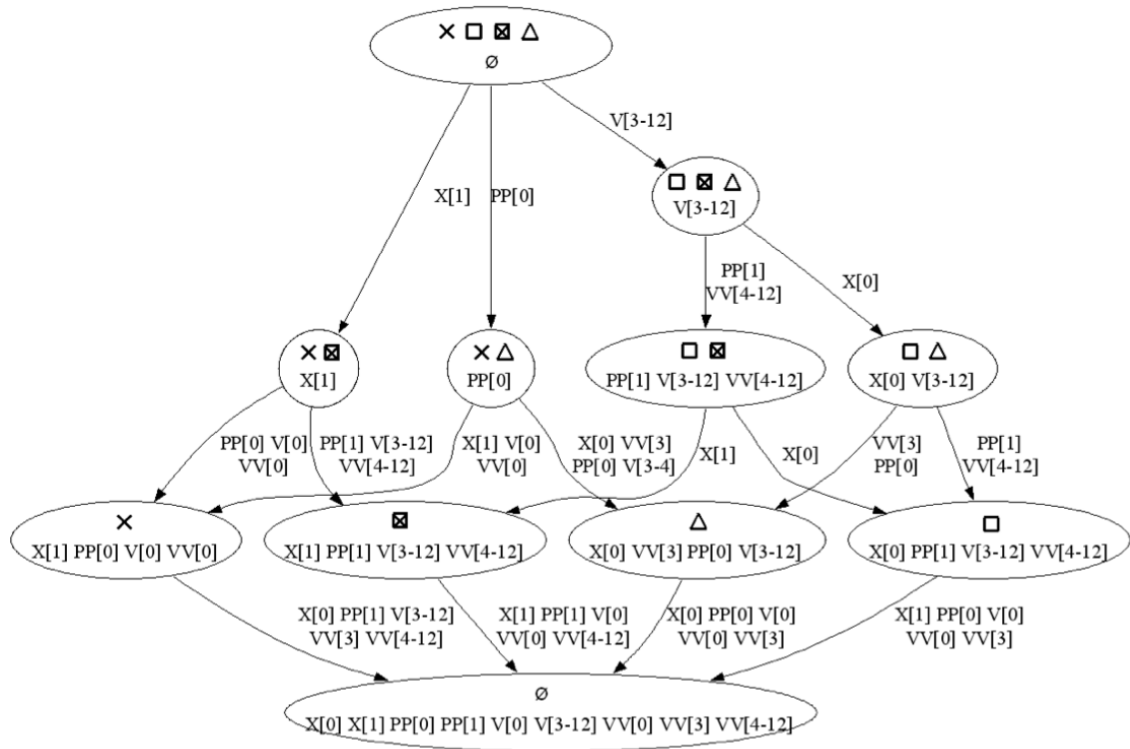 ∅
V[3-12]
X[1]
PP[0]
V[3-12]
PP[1]
VV[4-12]
X[0]
X[1]
PP[0]
PP[1] V[3-12] VV[4-12]
X[0] V[3-12]
PP[0] V[0]
VV[0]
PP[1] V[3-12]
VV[4-12]
X[1] V[0]
VV[0]
X[0] VV[3]
PP[0] V[3-4]
X[1]
X[0]
VV[3]
PP[0]
PP[1]
VV[4-12]
X[1] PP[0] V[0] VV[0]
X[1] PP[1] V[3-12] VV[4-12]
X[0] VV[3] PP[0] V[3-12]
X[0] PP[1] V[3-12] VV[4-12]
X[0] PP[1] V[3-12]
VV[3] VV[4-12]
X[1] PP[1] V[0]
VV[0] VV[4-12]
X[0] PP[0] V[0]
VV[0] VV[3]
X[1] PP[0] V[0]
VV[0] VV[3]
∅
X[0] X[1] PP[0] PP[1] V[0] V[3-12] VV[0] VV[3] VV[4-12]